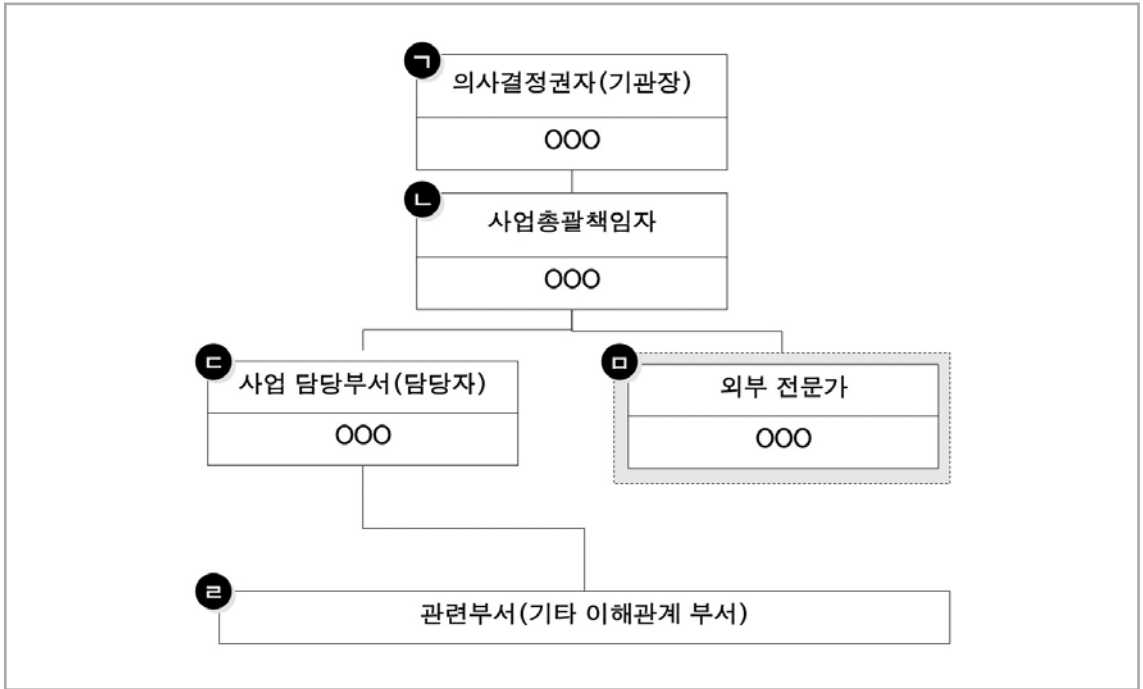 ㄱ
의사결정권자(기관장)
OOO
ㄴ
사업총괄책임자
OOO
ㄷ
사업 담당부서(담당자)
OOO
ㅁ
외부 전문가
OOO
ㄹ
관련부서(기타 이해관계 부서)